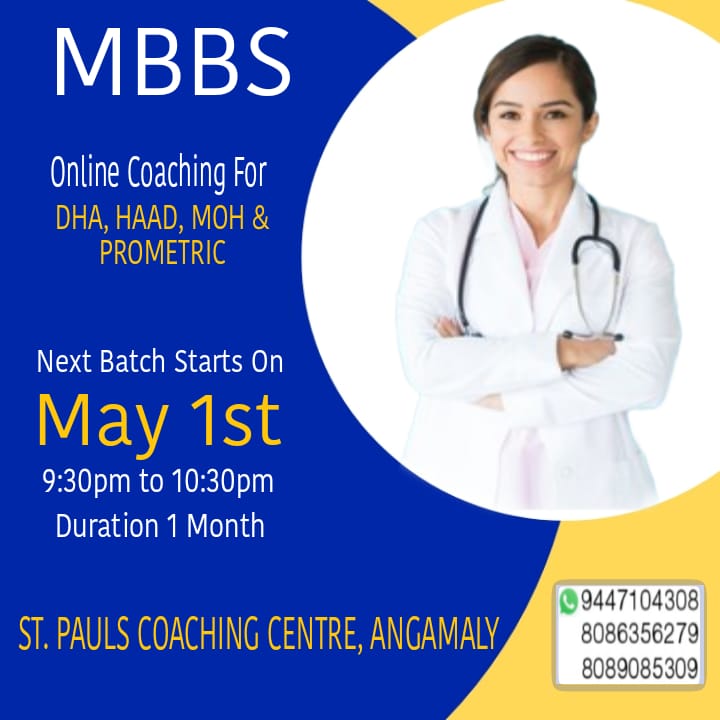 MBBS
Online Coaching For
DHA, HAAD, MOH &
PROMETRIC
Next Batch Starts On
May 1st
9:30pm to 10:30pm
Duration 1 Month
ST. PAULS COACHING CENTRE, ANGAMALY
9447104308
8086356279
8089085309